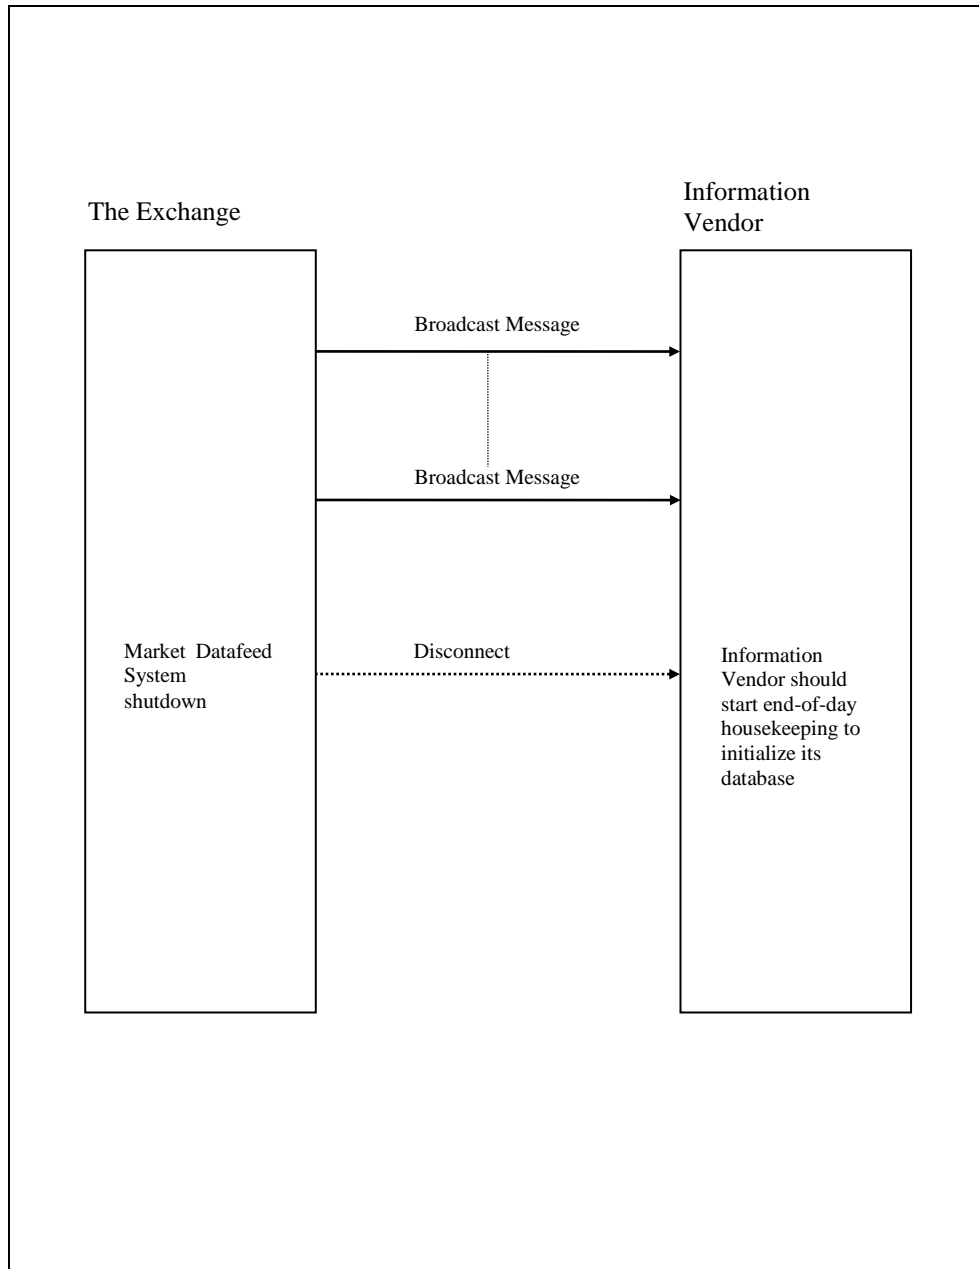 The Exchange
Information
Vendor
Broadcast Message
Broadcast Message
Market  Datafeed
System
shutdown
Disconnect
Information
Vendor should
start end-of-day
housekeeping to
initialize its
database